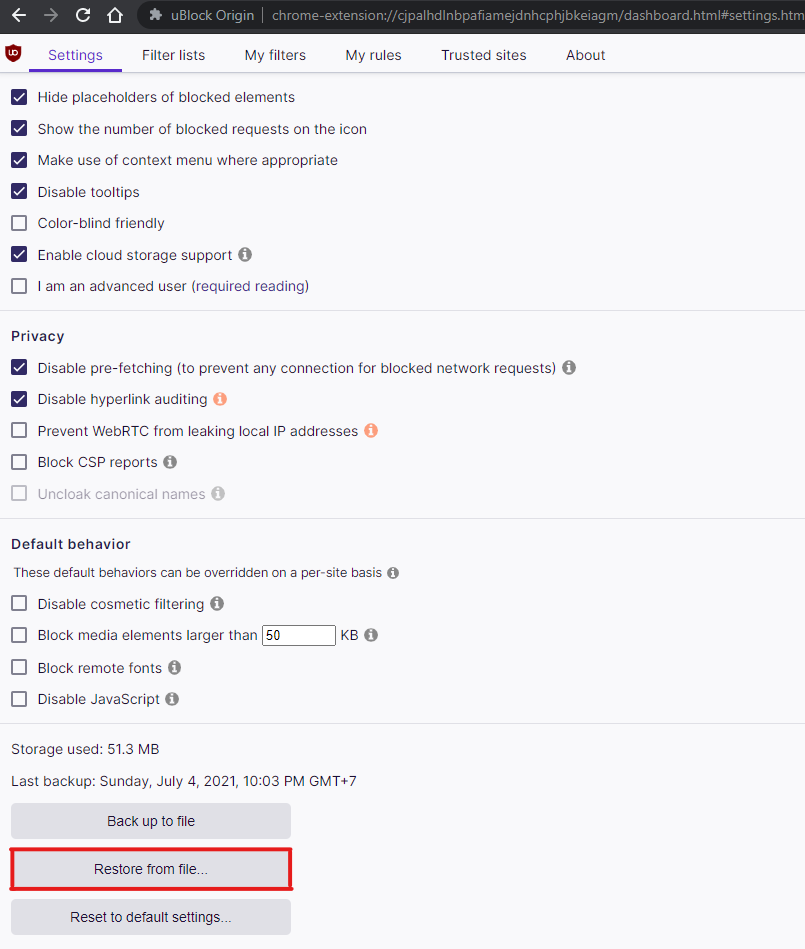 uBlock Origin | chrome-extension://cjpalhdlnbpafiamejdnhcphjbkeiagm/dashboard.html#settings.htm
Settings Filter lists My filters My rules Trusted sites About
Hide placeholders of blocked elements
Show the number of blocked requests on the icon
Make use of context menu where appropriate
Disable tooltips
Color-blind friendly
Enable cloud storage support
I am an advanced user (required reading)
Privacy
Disable pre-fetching (to prevent any connection for blocked network requests)
Disable hyperlink auditing
Prevent WebRTC from leaking local IP addresses
Block CSP reports
Uncloak canonical names
Default behavior
These default behaviors can be overridden on a per-site basis
Disable cosmetic filtering
Block media elements larger than 50 KB
Block remote fonts
Disable JavaScript
Storage used: 51.3 MB
Last backup: Sunday, July 4, 2021, 10:03 PM GMT+7
Back up to file
Restore from file...
Reset to default settings...